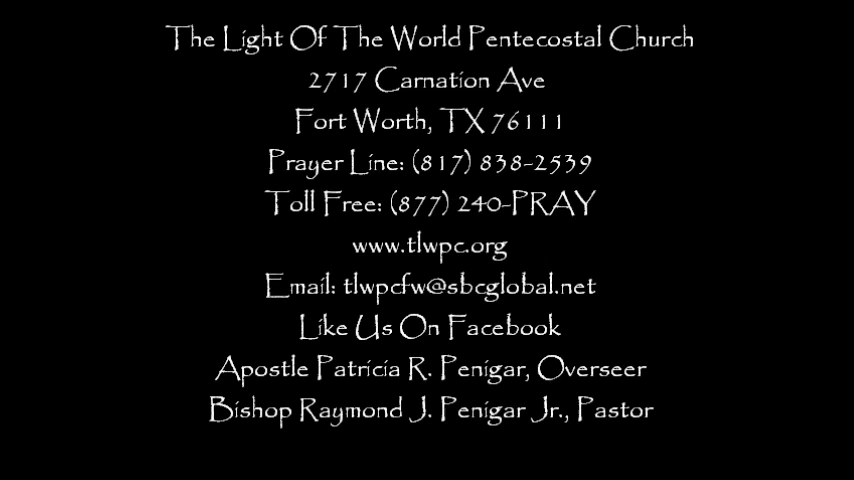 The Light Of The World Pentecostal Church
2717 Carnation Ave
Fort Worth, TX 76111
Prayer Line: (817) 838-2539
Toll Free: (877) 240-PRAY
www.tlwpc.org
Email: tlwpcfw@sbcglobal.net
Like Us On Facebook
Apostle Patricia R. Penigar, Overseer
Bishop Raymond J. Penigar Jr., Pastor